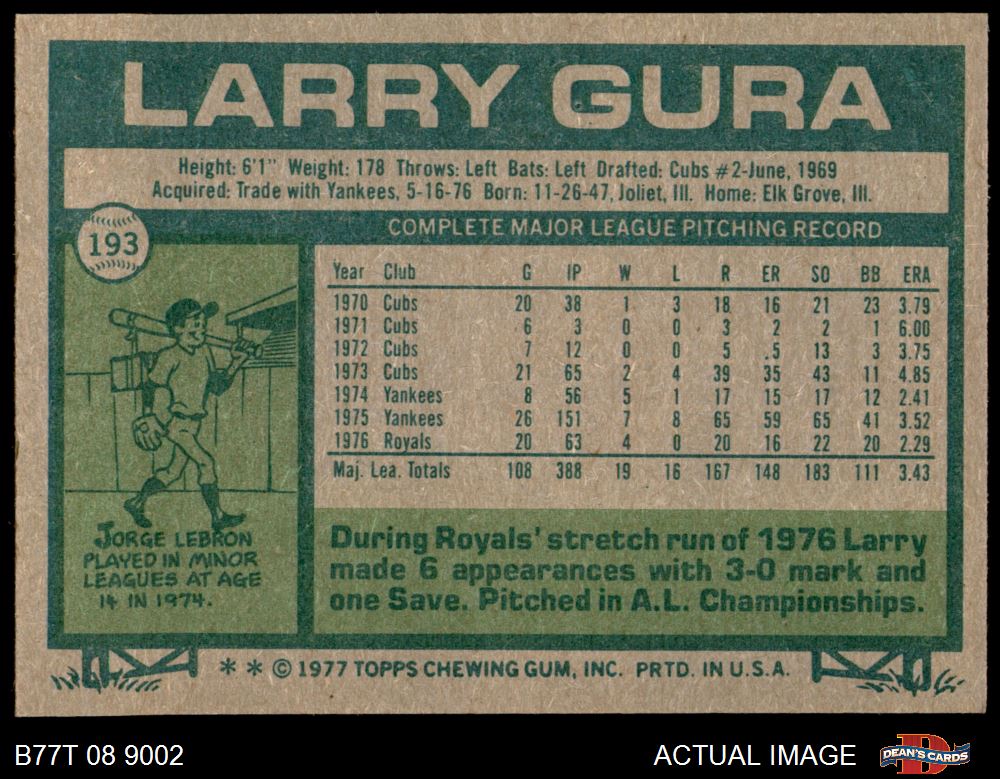 LARRY GURA
Height: 6'1" Weight: 178 Throws: Left Bats: Left Drafted: Cubs #2-June, 1969
Acquired: Trade with Yankees, 5-16-76 Born: 11-26-47, Joliet, Ill. Home: Elk Grove, Ill.
193
COMPLETE MAJOR LEAGUE PITCHING RECORD
Year Club G IP W L R ER SO BB ERA
1970 Cubs 20 38 1 3 18 16 21 23 3.79
1971 Cubs 6 3 0 0 3 2 2 1 6.00
1972 Cubs 7 12 0 0 5 .5 13 3 3.75
1973 Cubs 21 65 2 4 39 35 43 11 4.85
1974 Yankees 8 56 5 1 17 15 17 12 2.41
1975 Yankees 26 151 7 8 65 59 65 41 3.52
1976 Royals 20 63 4 0 20 16 22 20 2.29
Maj. Lea. Totals 108 388 19 16 167 148 183 111 3.43
JORGE LEBRON
PLAYED IN MINOR
LEAGUES AT AGE
14 IN 1974.
During Royals' stretch run of 1976 Larry
made 6 appearances with 3-0 mark and
one Save. Pitched in A.L. Championships.
* * © 1977 TOPPS CHEWING GUM, INC. PRTD. IN U.S.A.
B77T 08 9002
ACTUAL IMAGE
DEAN'S CARDS